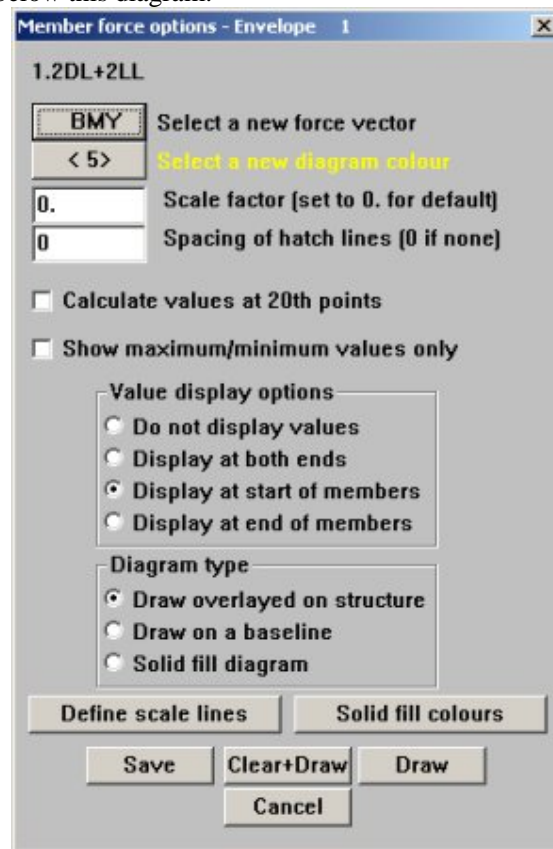 below this diagram.
Member force options - Envelope 1
1.2DL+2LL
BMY Select a new force vector
< 5> Select a new diagram colour
0. Scale factor (set to 0. for default)
0 Spacing of hatch lines (0 if none)
Calculate values at 20th points
Show maximum/minimum values only
Value display options
Do not display values
Display at both ends
Display at start of members
Display at end of members
Diagram type
Draw overlayed on structure
Draw on a baseline
Solid fill diagram
Define scale lines Solid fill colours
Save Clear+Draw Draw
Cancel